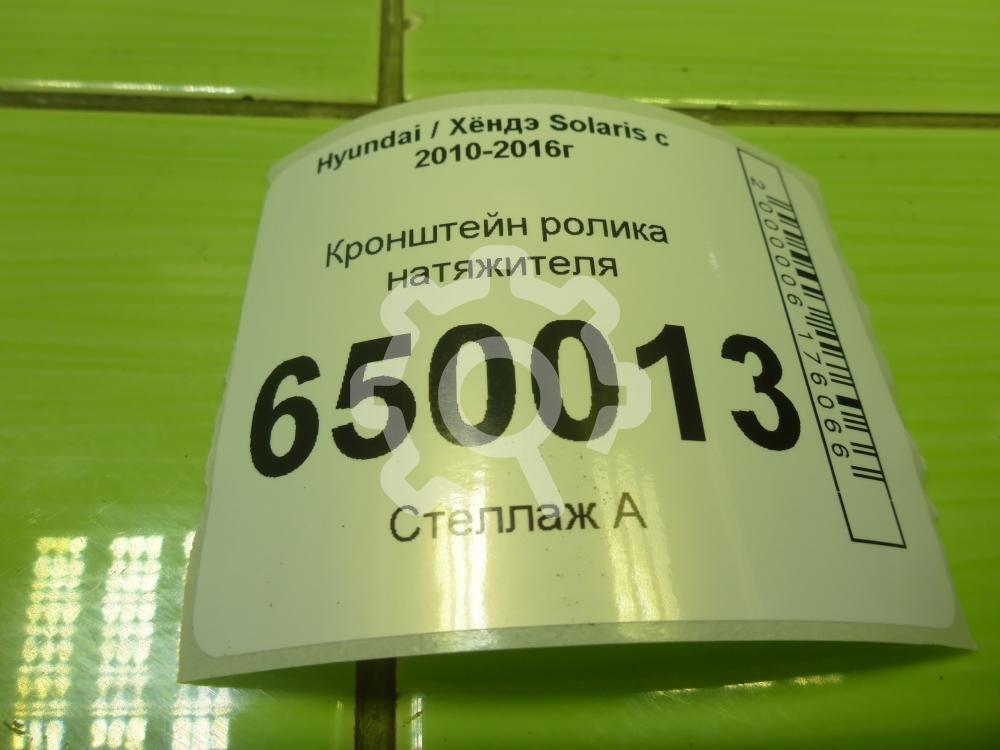 Hyundai / Хёндэ Solaris с
2010-2016г
Кронштейн ролика
натяжителя
650013
Стеллаж А
2000006176066